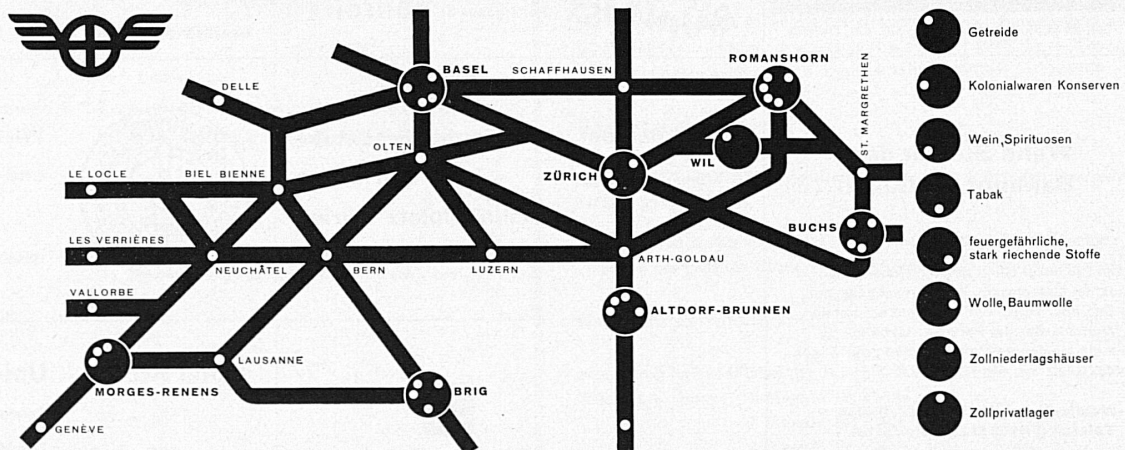 BASEL
SCHAFFHAUSEN
ROMANSHORN
DELLE
ST. MARGRETHEN
OLTEN
WIL
LE LOCLE
BIEL BIENNE
ZÜRICH
BUCHS
LES VERRIÈRES
NEUCHÂTEL
BERN
LUZERN
ARTH-GOLDAU
VALLORBE
ALTDORF-BRUNNEN
LAUSANNE
MORGES-RENENS
BRIG
GENÈVE
Getreide
Kolonialwaren Konserven
Wein, Spirituosen
Tabak
feuergefährliche,
stark riechende Stoffe
Wolle, Baumwolle
Zollniederlagshäuser
Zollprivatlager